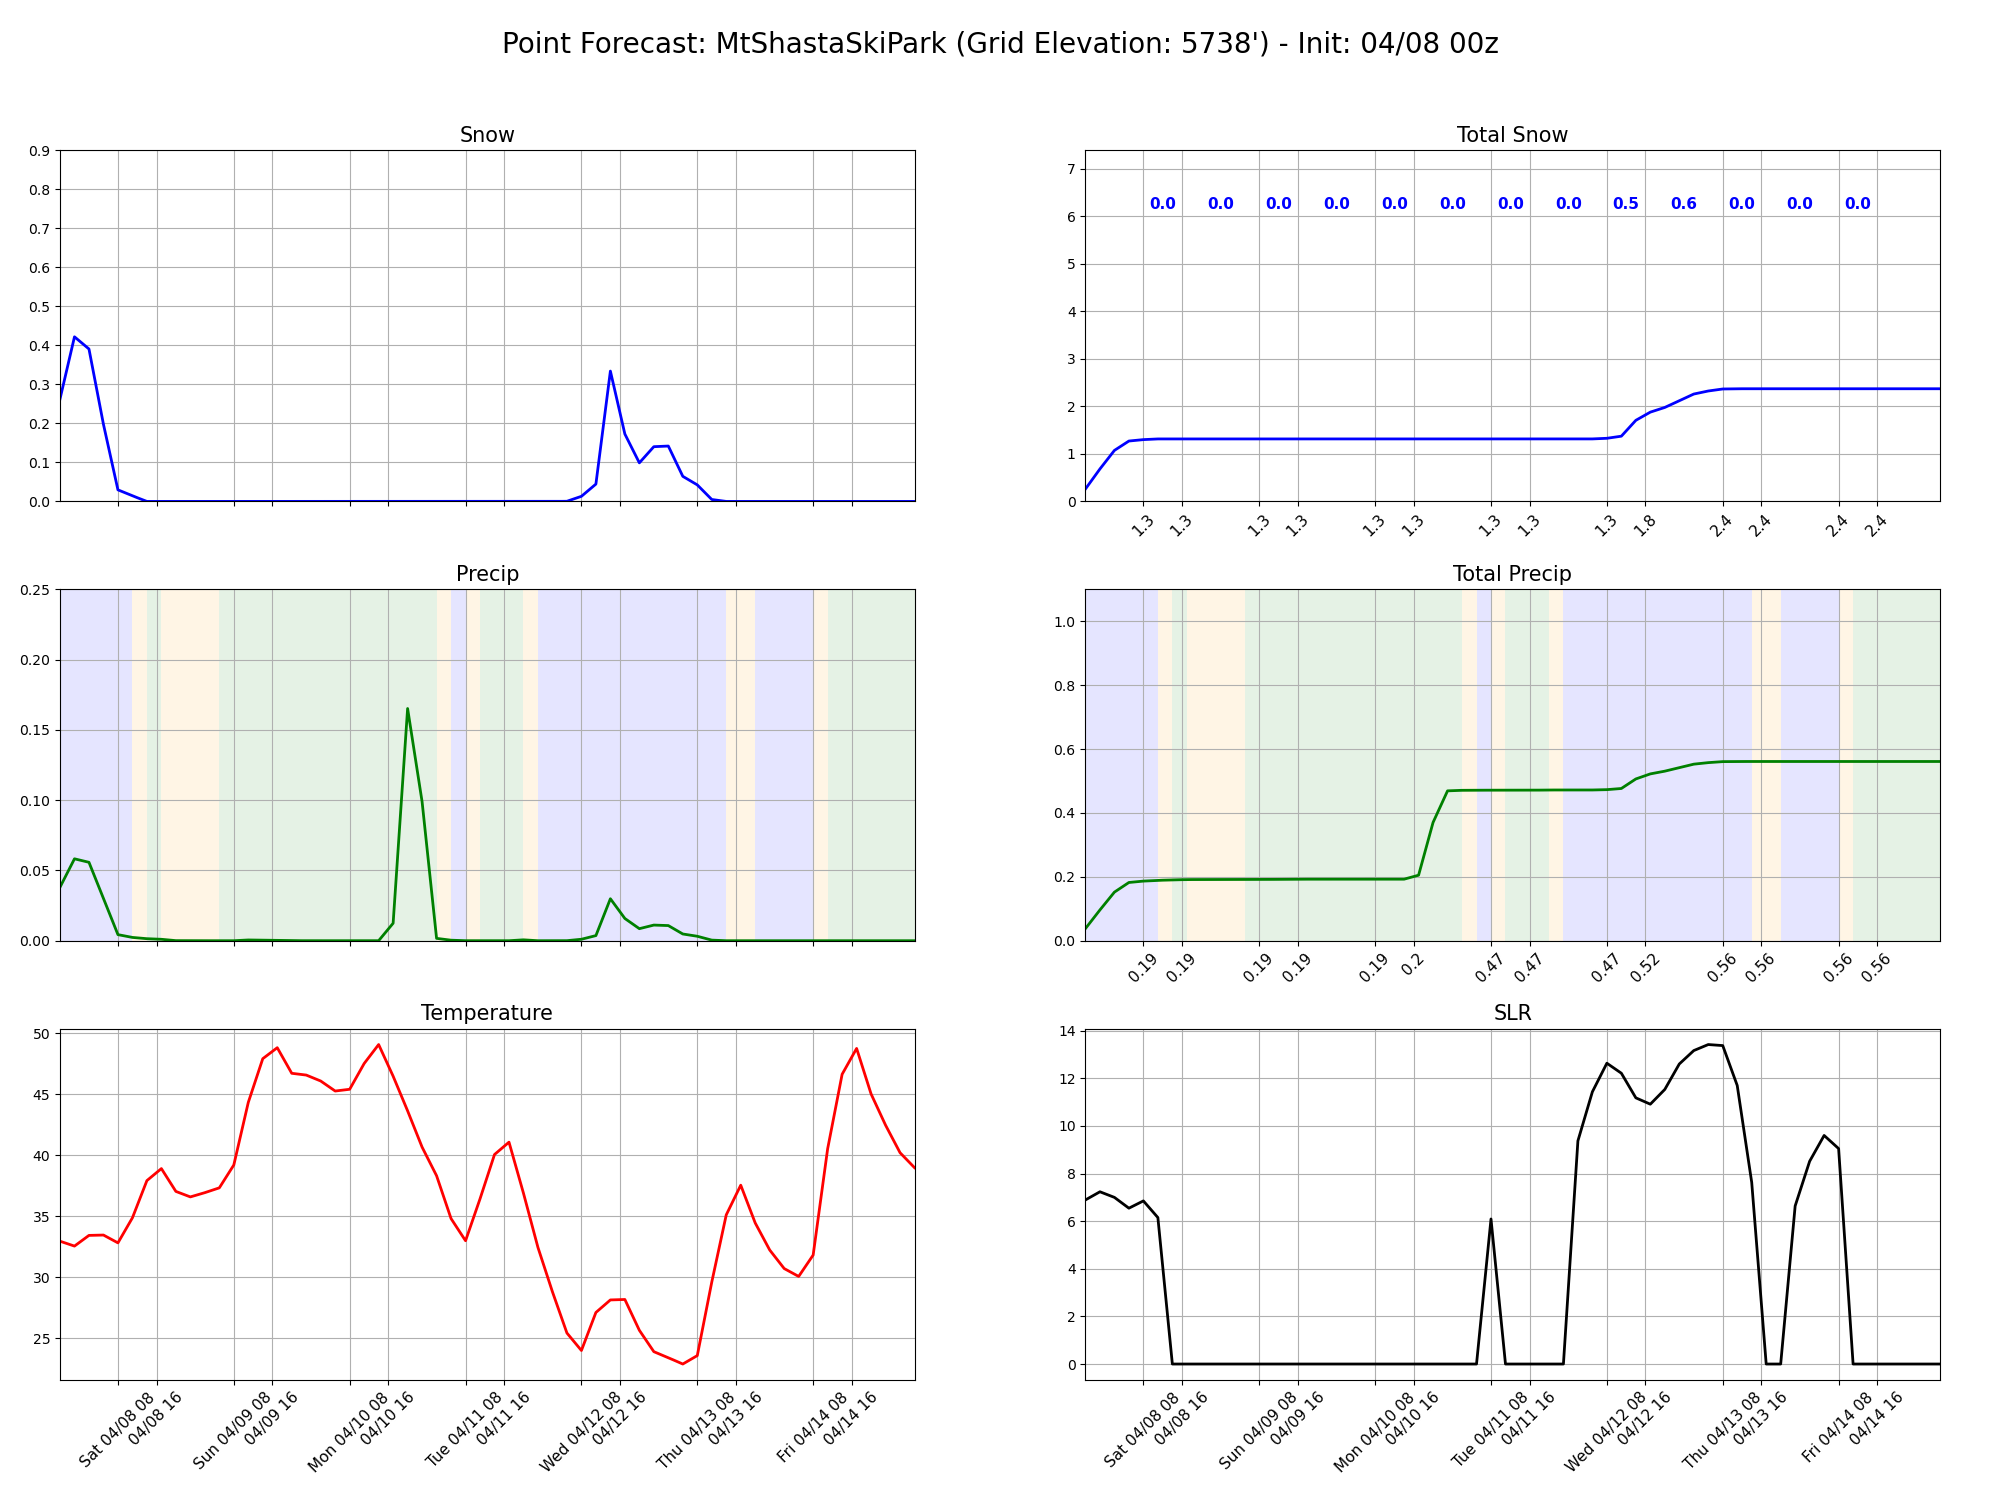 Point Forecast: MtShastaSkiPark (Grid Elevation: 5738') - Init: 04/08 00z
Snow
0.9
0.8
0.7
0.6
0.5
0.4
0.3
0.2
0.1
0.0
Total Snow
7
6
5
4
3
2
1
0
0.0 0.0 0.0 0.0 0.0 0.0 0.0 0.0 0.5 0.6 0.0 0.0 0.0
1.3 1.3 1.3 1.3 1.3 1.3 1.3 1.3 1.3 1.8 2.4 2.4 2.4 2.4
Precip
0.25
0.20
0.15
0.10
0.05
0.00
Total Precip
1.0
0.8
0.6
0.4
0.2
0.0
0.19 0.19 0.19 0.19 0.19 0.2 0.47 0.47 0.47 0.52 0.56 0.56 0.56 0.56
Temperature
50
45
40
35
30
25
Sat 04/08 08
04/08 16
Sun 04/09 08
04/09 16
Mon 04/10 08
04/10 16
Tue 04/11 08
04/11 16
Wed 04/12 08
04/12 16
Thu 04/13 08
04/13 16
Fri 04/14 08
04/14 16
SLR
14
12
10
8
6
4
2
0
Sat 04/08 08
04/08 16
Sun 04/09 08
04/09 16
Mon 04/10 08
04/10 16
Tue 04/11 08
04/11 16
Wed 04/12 08
04/12 16
Thu 04/13 08
04/13 16
Fri 04/14 08
04/14 16